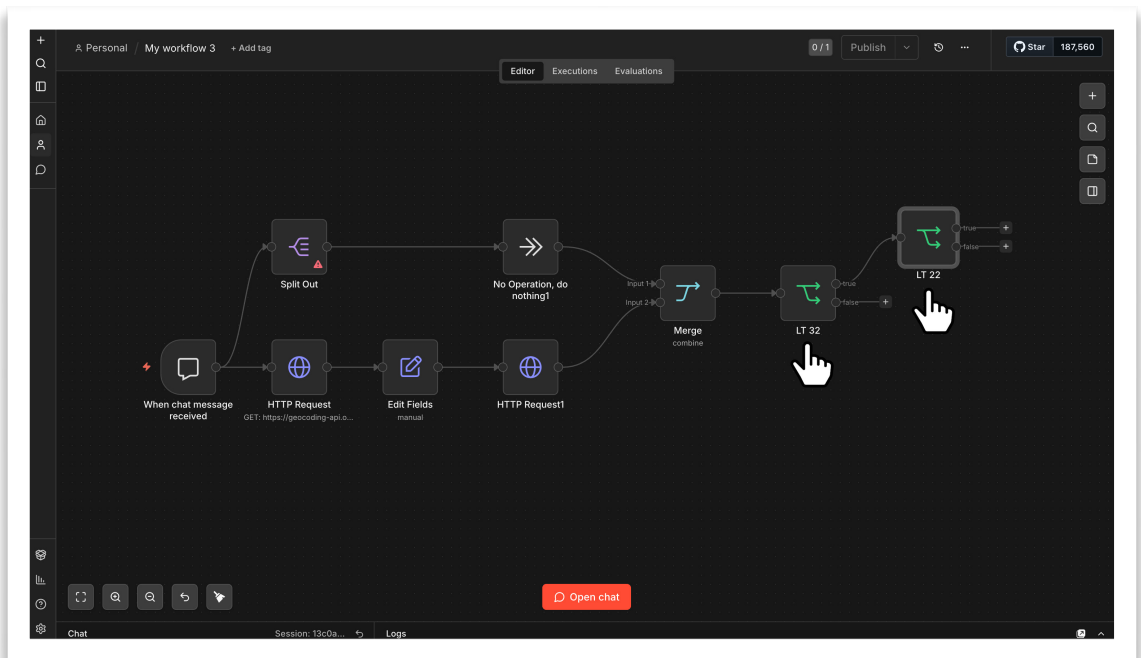 Personal / My workflow 3 + Add tag
0 / 1 Publish
Star 187,560
Editor Executions Evaluations
true
false
LT 22
Split Out
No Operation, do
nothing1
Input 1
Input 2
Merge
combine
true
false
LT 32
When chat message
received
HTTP Request
GET: https://geocoding-api.o...
Edit Fields
manual
HTTP Request1
Open chat
Chat Session: 13c0a... Logs